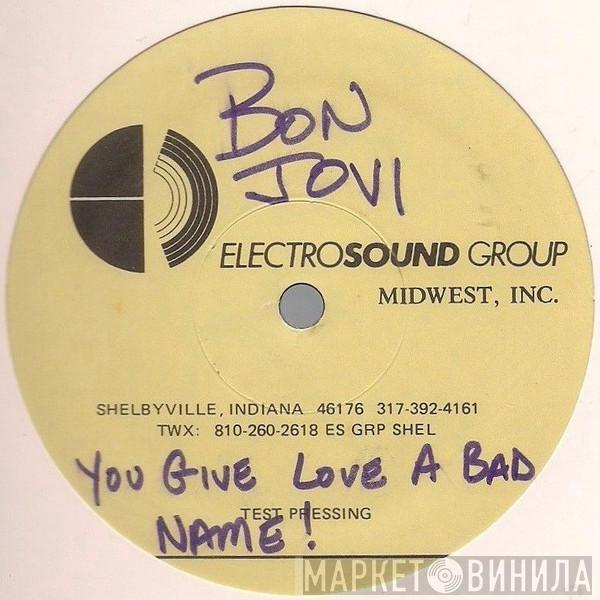 BON
JOVI
ELECTROSOUND GROUP
MIDWEST, INC.
SHELBYVILLE, INDIANA 46176 317-392-4161
TWX: 810-260-2618 ES GRP SHEL
YOU GIVE LOVE A BAD
TEST PRESSING
NAME!
МАРКЕТ ВИНИЛА